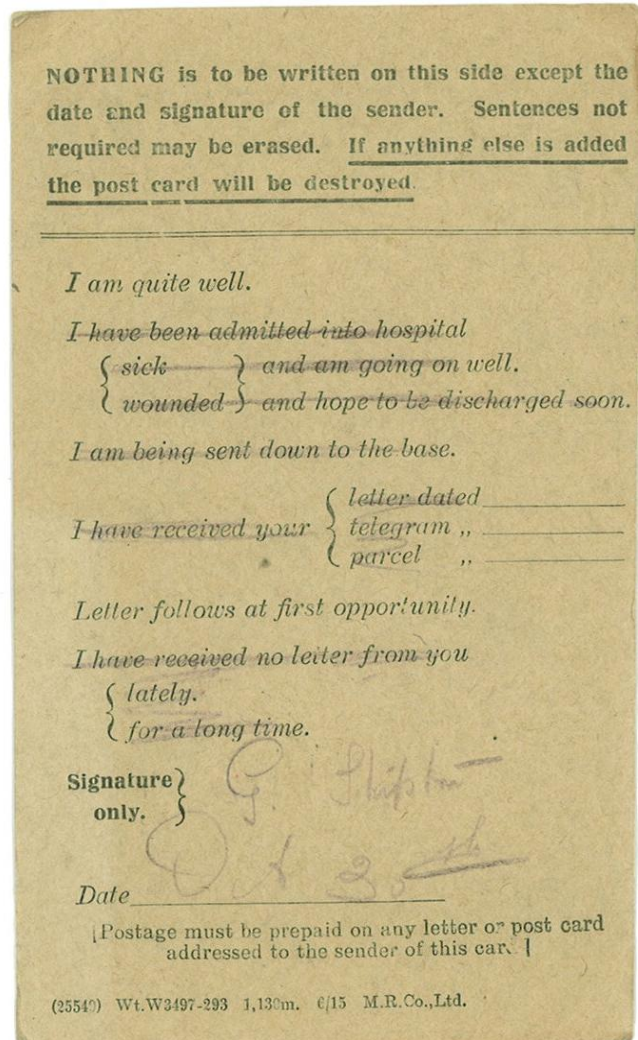 NOTHING is to be written on this side except the
date and signature of the sender. Sentences not
required may be erased. If anything else is added
the post card will be destroyed.
I am quite well.
I have been admitted into hospital
{ sick } and am going on well.
{ wounded } and hope to be discharged soon.
I am being sent down to the base.
I have received your { letter dated
telegram „
parcel „
Letter follows at first opportunity.
I have received no letter from you
{ lately.
{ for a long time.
Signature only. } G. Shipton
Oct 30th
Date
[Postage must be prepaid on any letter or post card
addressed to the sender of this card.]
(25540) Wt.W3497-293 1,130m. 6/15 M.R.Co.,Ltd.